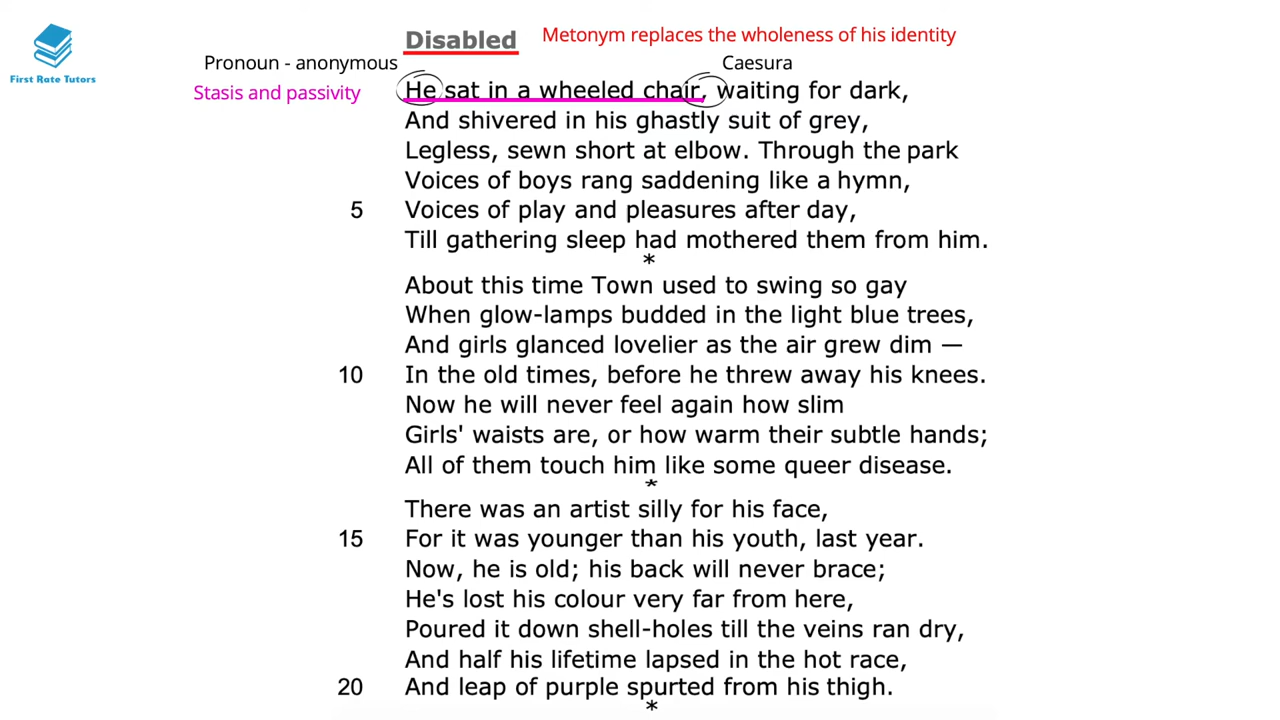 Disabled
Metonym replaces the wholeness of his identity
First Rate Tutors
Pronoun - anonymous
Caesura
Stasis and passivity
He sat in a wheeled chair, waiting for dark,
And shivered in his ghastly suit of grey,
Legless, sewn short at elbow. Through the park
Voices of boys rang saddening like a hymn,
5 Voices of play and pleasures after day,
Till gathering sleep had mothered them from him.
*
About this time Town used to swing so gay
When glow-lamps budded in the light blue trees,
And girls glanced lovelier as the air grew dim —
10 In the old times, before he threw away his knees.
Now he will never feel again how slim
Girls' waists are, or how warm their subtle hands;
All of them touch him like some queer disease.
*
There was an artist silly for his face,
15 For it was younger than his youth, last year.
Now, he is old; his back will never brace;
He's lost his colour very far from here,
Poured it down shell-holes till the veins ran dry,
And half his lifetime lapsed in the hot race,
20 And leap of purple spurted from his thigh.
*